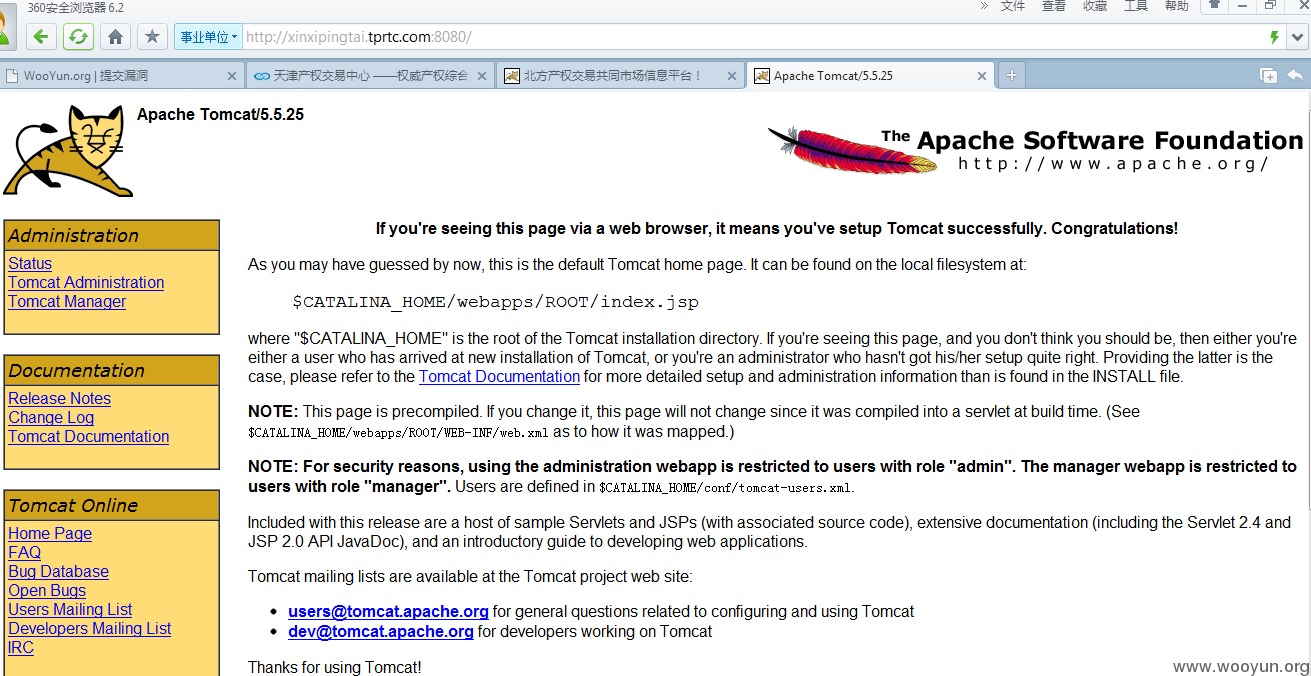 360安全浏览器 6.2
» 文件 查看 收藏 工具 帮助
事业单位 http://xinxipingtai.tprtc.com:8080/
WooYun.org | 提交漏洞 天津产权交易中心 ——权威产权综合 北方产权交易共同市场信息平台！ Apache Tomcat/5.5.25
Apache Tomcat/5.5.25
The Apache Software Foundation
http://www.apache.org/
Administration
Status
Tomcat Administration
Tomcat Manager
Documentation
Release Notes
Change Log
Tomcat Documentation
Tomcat Online
Home Page
FAQ
Bug Database
Open Bugs
Users Mailing List
Developers Mailing List
IRC
If you're seeing this page via a web browser, it means you've setup Tomcat successfully. Congratulations!
As you may have guessed by now, this is the default Tomcat home page. It can be found on the local filesystem at:
$CATALINA_HOME/webapps/ROOT/index.jsp
where "$CATALINA_HOME" is the root of the Tomcat installation directory. If you're seeing this page, and you don't think you should be, then either you're
either a user who has arrived at new installation of Tomcat, or you're an administrator who hasn't got his/her setup quite right. Providing the latter is the
case, please refer to the Tomcat Documentation for more detailed setup and administration information than is found in the INSTALL file.
NOTE: This page is precompiled. If you change it, this page will not change since it was compiled into a servlet at build time. (See
$CATALINA_HOME/webapps/ROOT/WEB-INF/web.xml as to how it was mapped.)
NOTE: For security reasons, using the administration webapp is restricted to users with role "admin". The manager webapp is restricted to
users with role "manager". Users are defined in $CATALINA_HOME/conf/tomcat-users.xml.
Included with this release are a host of sample Servlets and JSPs (with associated source code), extensive documentation (including the Servlet 2.4 and
JSP 2.0 API JavaDoc), and an introductory guide to developing web applications.
Tomcat mailing lists are available at the Tomcat project web site:
• users@tomcat.apache.org for general questions related to configuring and using Tomcat
• dev@tomcat.apache.org for developers working on Tomcat
Thanks for using Tomcat!
www.wooyun.org